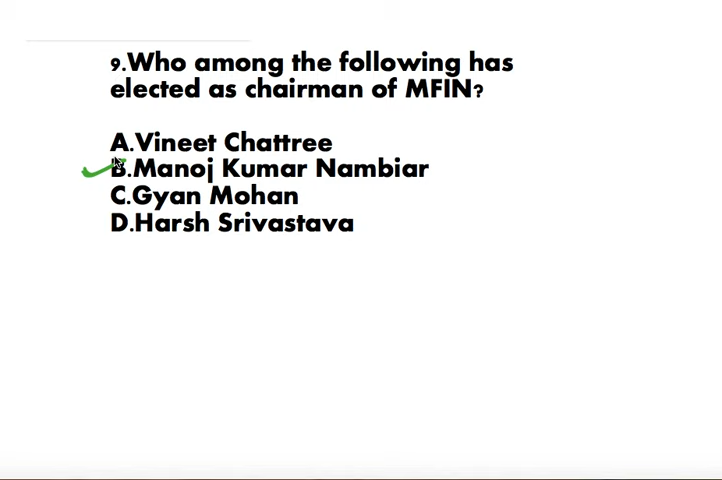 9.Who among the following has
elected as chairman of MFIN?
A.Vineet Chattree
B.Manoj Kumar Nambiar
C.Gyan Mohan
D.Harsh Srivastava